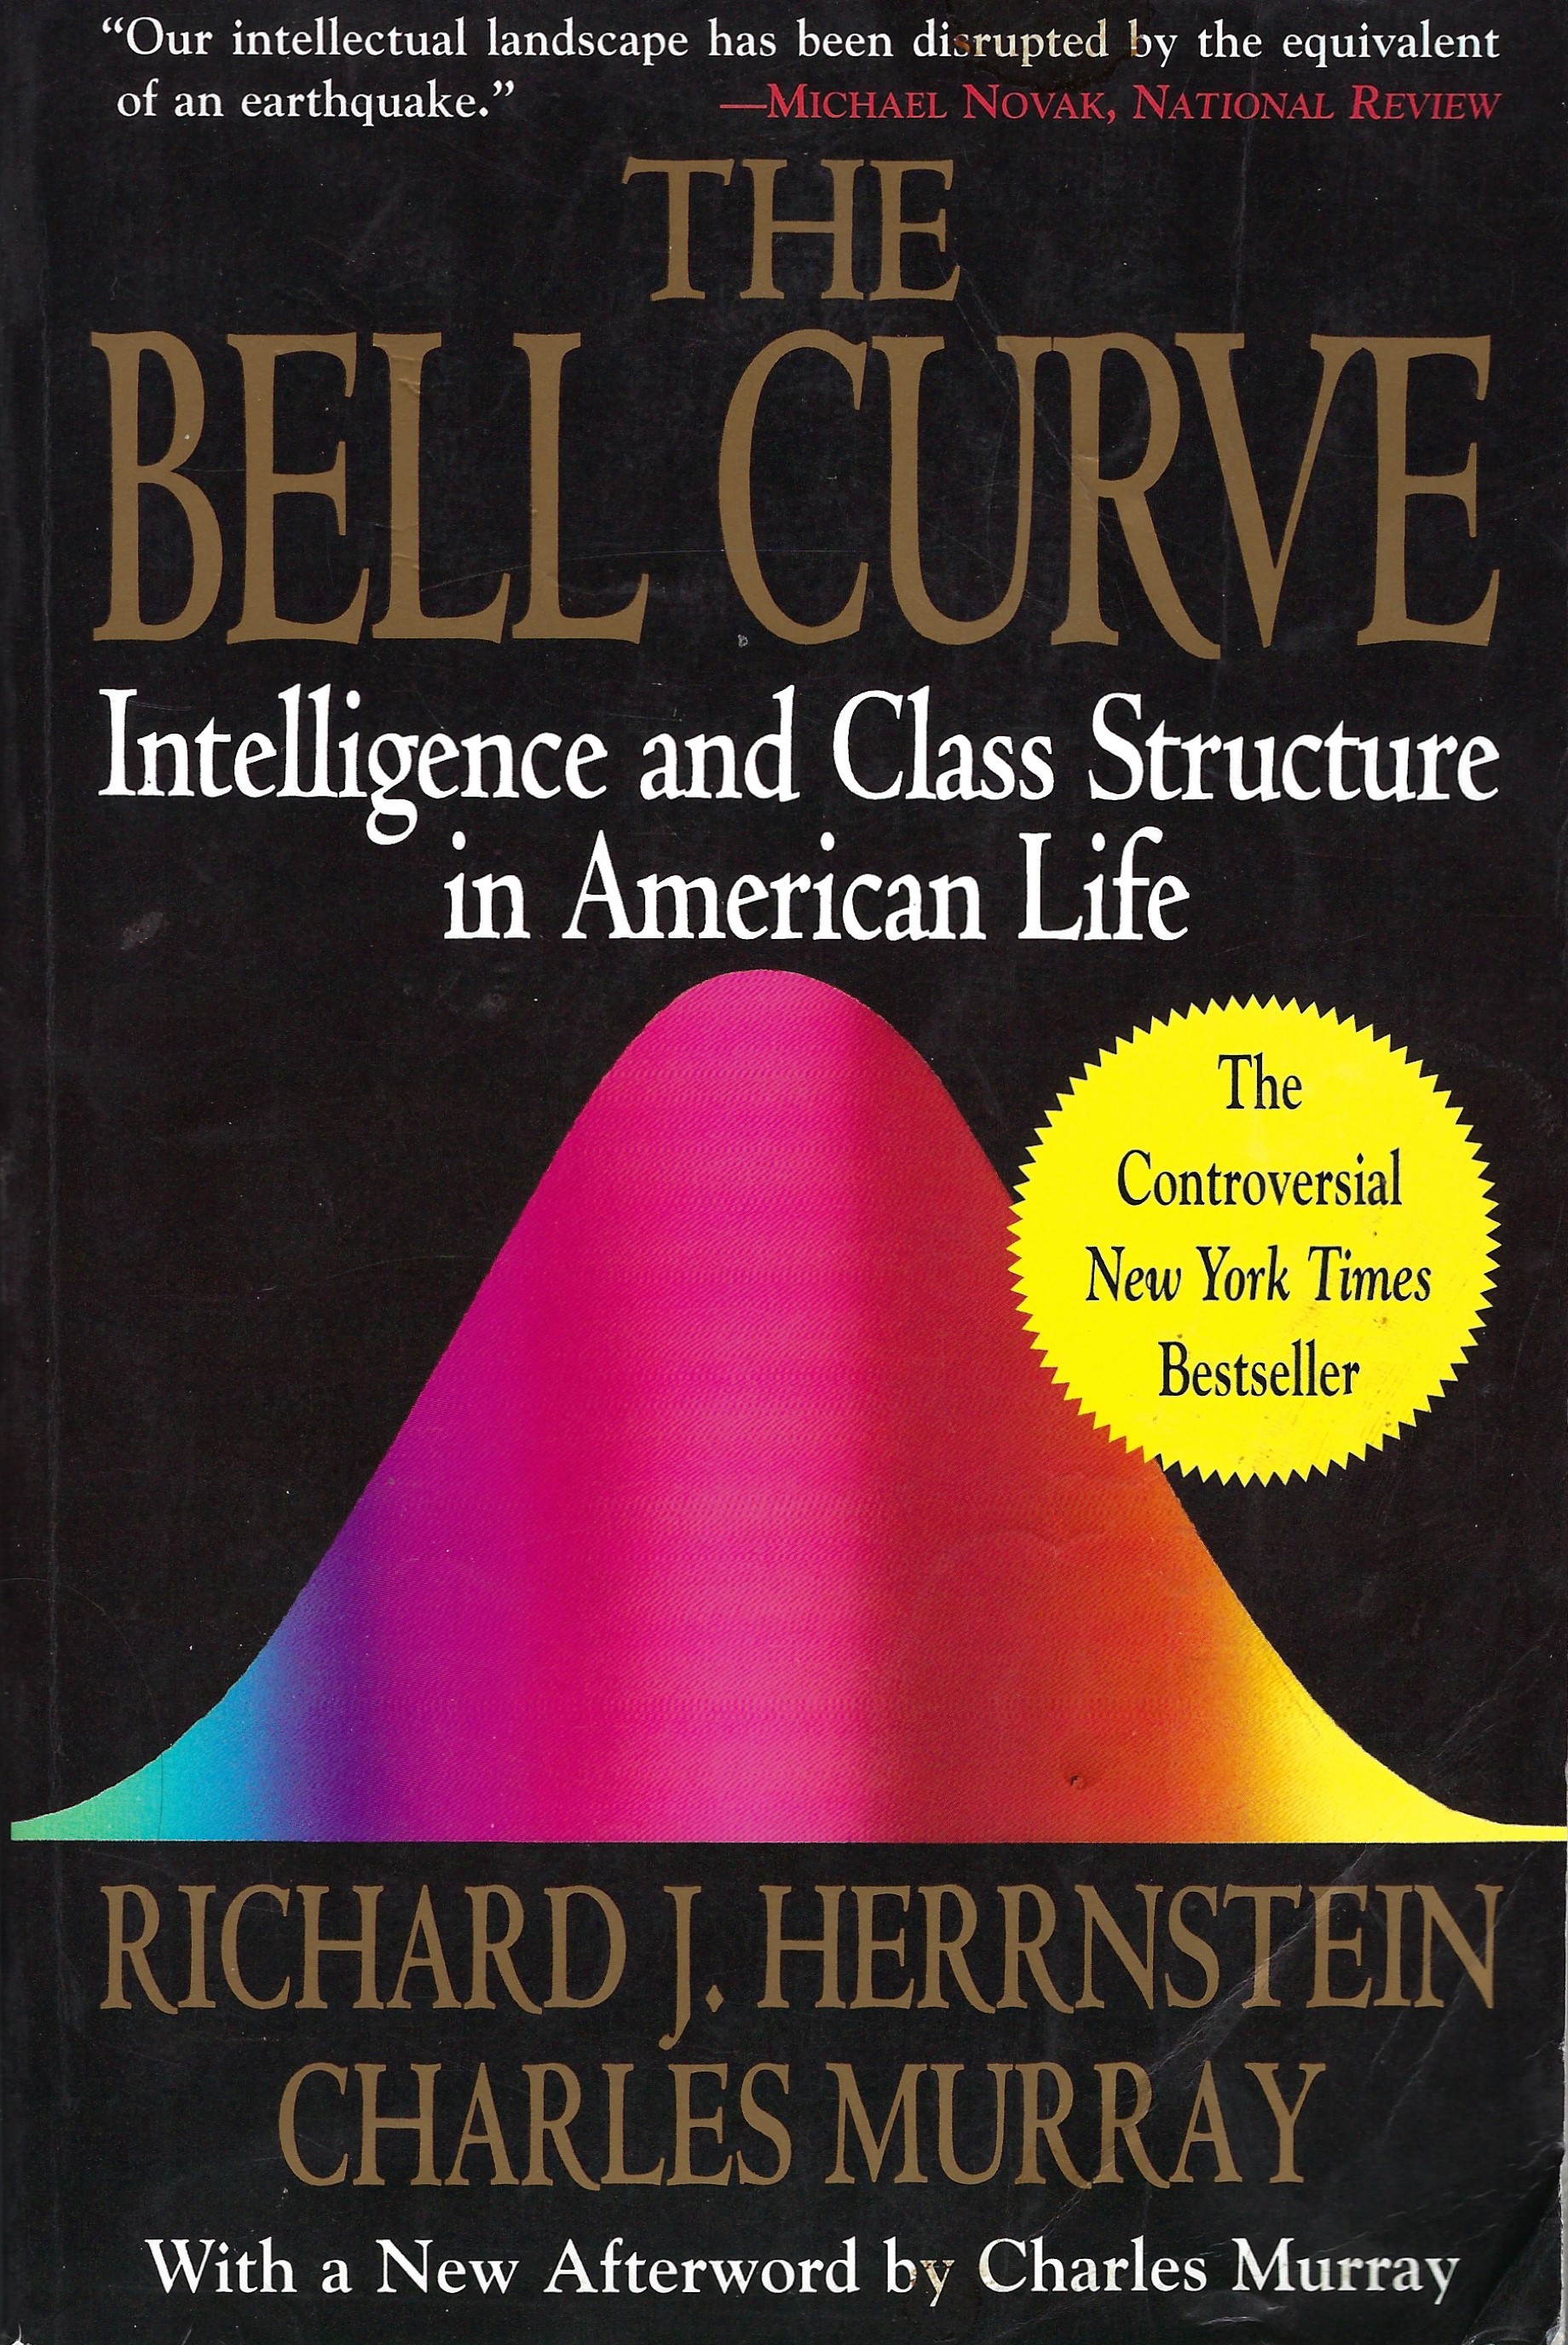 “Our intellectual landscape has been disrupted by the equivalent
of an earthquake.” —MICHAEL NOVAK, NATIONAL REVIEW
THE
BELL CURVE
Intelligence and Class Structure
in American Life
The
Controversial
New York Times
Bestseller
RICHARD J. HERRNSTEIN
CHARLES MURRAY
With a New Afterword by Charles Murray